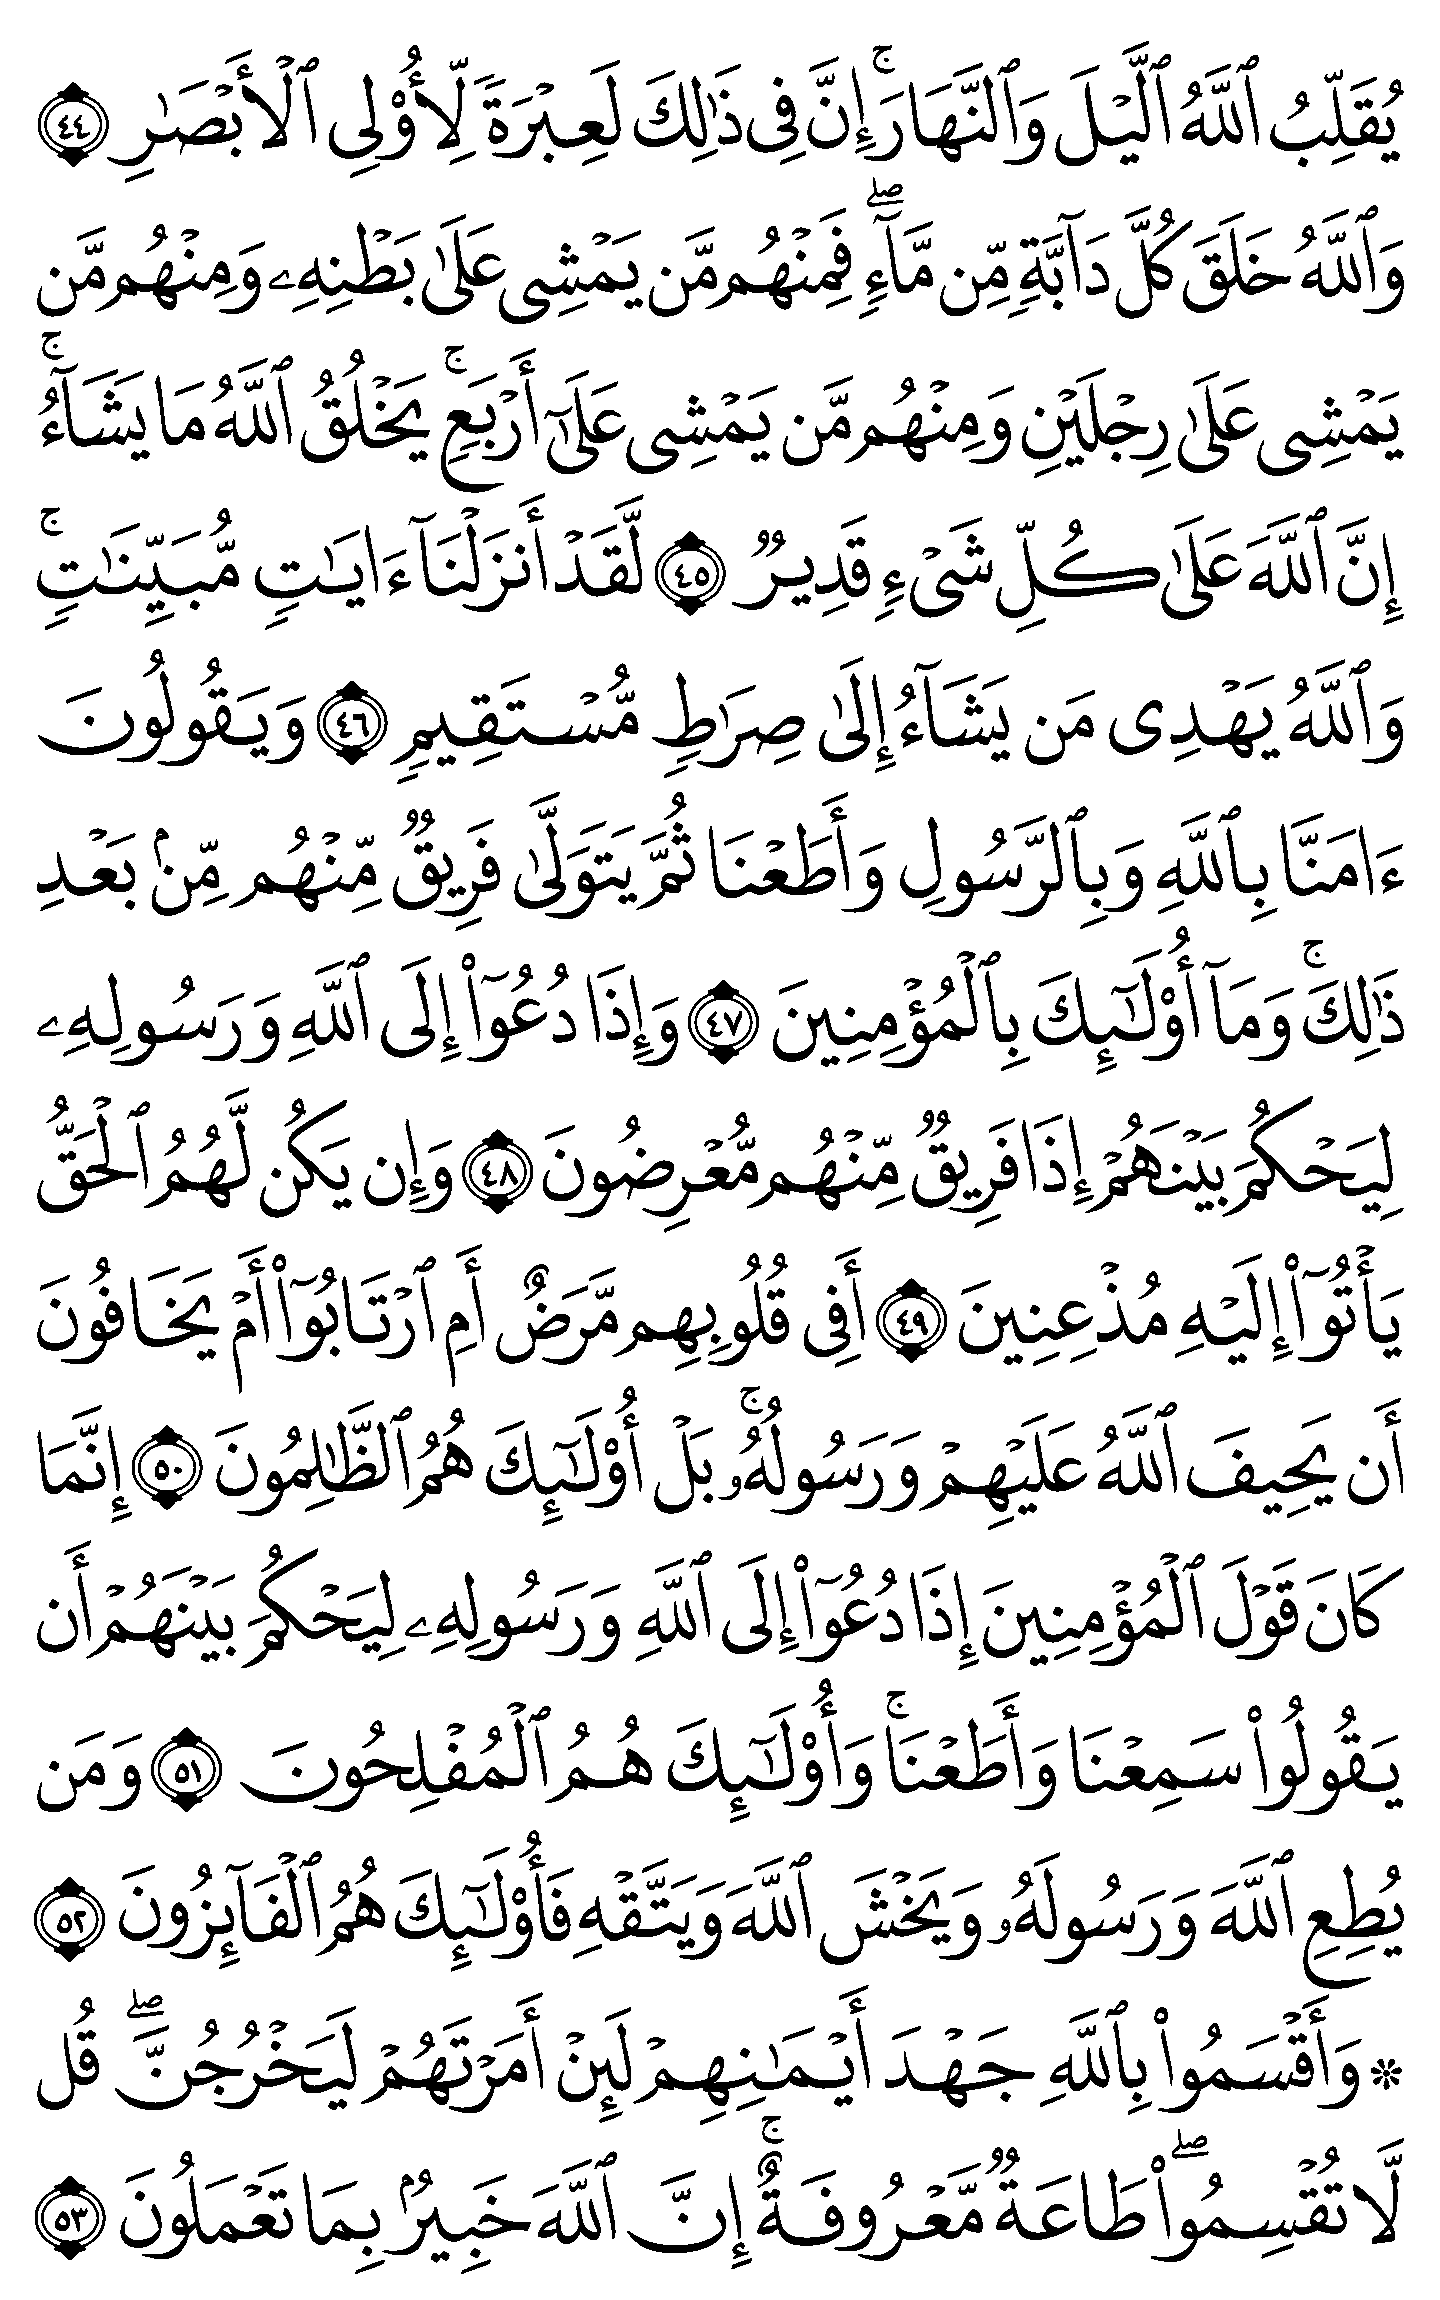 يُقَلِّبُ ٱللَّهُ ٱلَّيۡلَ وَٱلنَّهَارَۚ إِنَّ فِى ذَٰلِكَ لَعِبۡرَةٗ لِّأُوْلِى ٱلۡأَبۡصَٰرِ ٤٤
وَٱللَّهُ خَلَقَ كُلَّ دَآبَّةٖ مِّن مَّآءٖۖ فَمِنۡهُم مَّن يَمۡشِى عَلَىٰ بَطۡنِهِۦ وَمِنۡهُم مَّن
يَمۡشِى عَلَىٰ رِجۡلَيۡنِ وَمِنۡهُم مَّن يَمۡشِى عَلَىٰٓ أَرۡبَعٖۚ يَخۡلُقُ ٱللَّهُ مَا يَشَآءُۚ
إِنَّ ٱللَّهَ عَلَىٰ كُلِّ شَىۡءٖ قَدِيرٞ ٤٥ لَّقَدۡ أَنزَلۡنَآ ءَايَٰتٖ مُّبَيِّنَٰتٖۚ
وَٱللَّهُ يَهۡدِى مَن يَشَآءُ إِلَىٰ صِرَٰطٖ مُّسۡتَقِيمٖ ٤٦ وَيَقُولُونَ
ءَامَنَّا بِٱللَّهِ وَبِٱلرَّسُولِ وَأَطَعۡنَا ثُمَّ يَتَوَلَّىٰ فَرِيقٞ مِّنۡهُم مِّنۢ بَعۡدِ
ذَٰلِكَۚ وَمَآ أُوْلَٰٓئِكَ بِٱلۡمُؤۡمِنِينَ ٤٧ وَإِذَا دُعُوٓاْ إِلَى ٱللَّهِ وَرَسُولِهِۦ
لِيَحۡكُمَ بَيۡنَهُمۡ إِذَا فَرِيقٞ مِّنۡهُم مُّعۡرِضُونَ ٤٨ وَإِن يَكُن لَّهُمُ ٱلۡحَقُّ
يَأۡتُوٓاْ إِلَيۡهِ مُذۡعِنِينَ ٤٩ أَفِى قُلُوبِهِم مَّرَضٌ أَمِ ٱرۡتَابُوٓاْ أَمۡ يَخَافُونَ
أَن يَحِيفَ ٱللَّهُ عَلَيۡهِمۡ وَرَسُولُهُۥۚ بَلۡ أُوْلَٰٓئِكَ هُمُ ٱلظَّٰلِمُونَ ٥٠ إِنَّمَا
كَانَ قَوۡلَ ٱلۡمُؤۡمِنِينَ إِذَا دُعُوٓاْ إِلَى ٱللَّهِ وَرَسُولِهِۦ لِيَحۡكُمَ بَيۡنَهُمۡ أَن
يَقُولُواْ سَمِعۡنَا وَأَطَعۡنَاۚ وَأُوْلَٰٓئِكَ هُمُ ٱلۡمُفۡلِحُونَ ٥١ وَمَن
يُطِعِ ٱللَّهَ وَرَسُولَهُۥ وَيَخۡشَ ٱللَّهَ وَيَتَّقۡهِ فَأُوْلَٰٓئِكَ هُمُ ٱلۡفَآئِزُونَ ٥٢
۞ وَأَقۡسَمُواْ بِٱللَّهِ جَهۡدَ أَيۡمَٰنِهِمۡ لَئِنۡ أَمَرۡتَهُمۡ لَيَخۡرُجُنَّۖ قُل
لَّا تُقۡسِمُواْۖ طَاعَةٞ مَّعۡرُوفَةٌۚ إِنَّ ٱللَّهَ خَبِيرُۢ بِمَا تَعۡمَلُونَ ٥٣